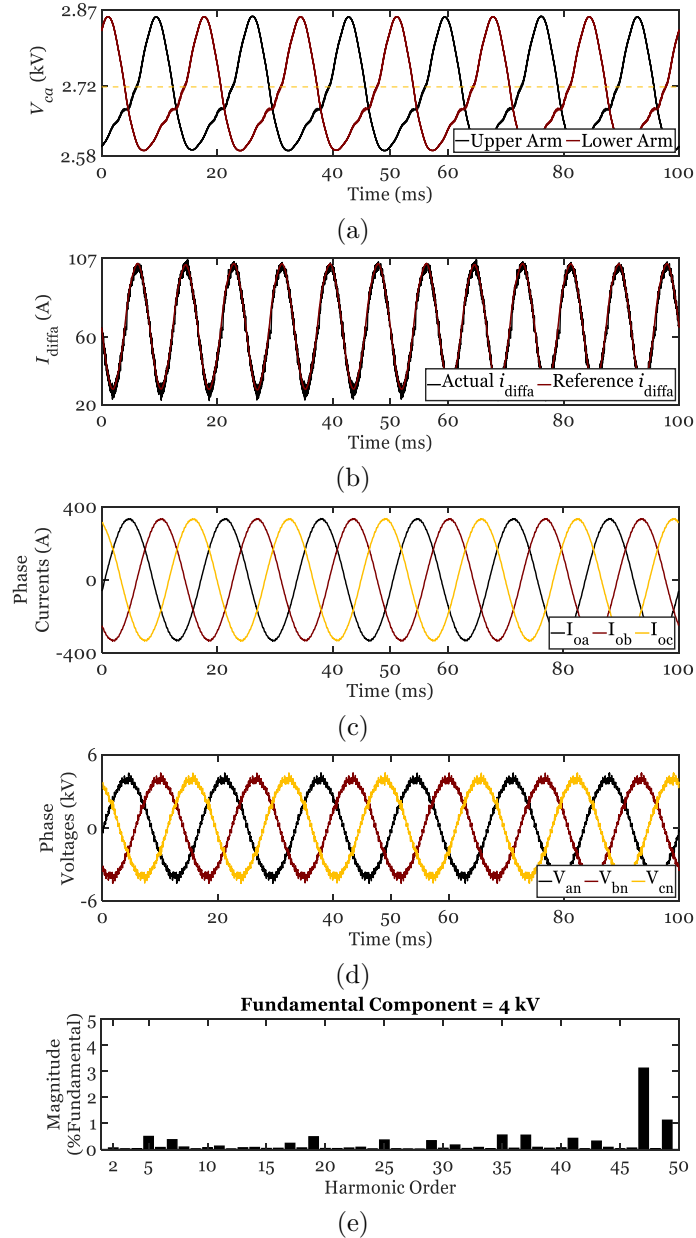 2.87
2.72
2.58
V_ca (kV)
Upper Arm Lower Arm
0 20 40 50 60 80 100
Time (ms)
(a)
107
60
20
I_diffa (A)
Actual i_diffa Reference i_diffa
0 20 40 50 60 80 100
Time (ms)
(b)
400
0
-400
Phase
Currents (A)
I_oa I_ob I_oc
0 20 40 50 60 80 100
Time (ms)
(c)
6
0
-6
Phase
Voltages (kV)
V_an V_bn V_cn
0 20 40 50 60 80 100
Time (ms)
(d)
Fundamental Component = 4 kV
5
4
3
2
1
0
Magnitude
(%Fundamental)
2 5 10 15 20 25 30 35 40 45 50
Harmonic Order
(e)